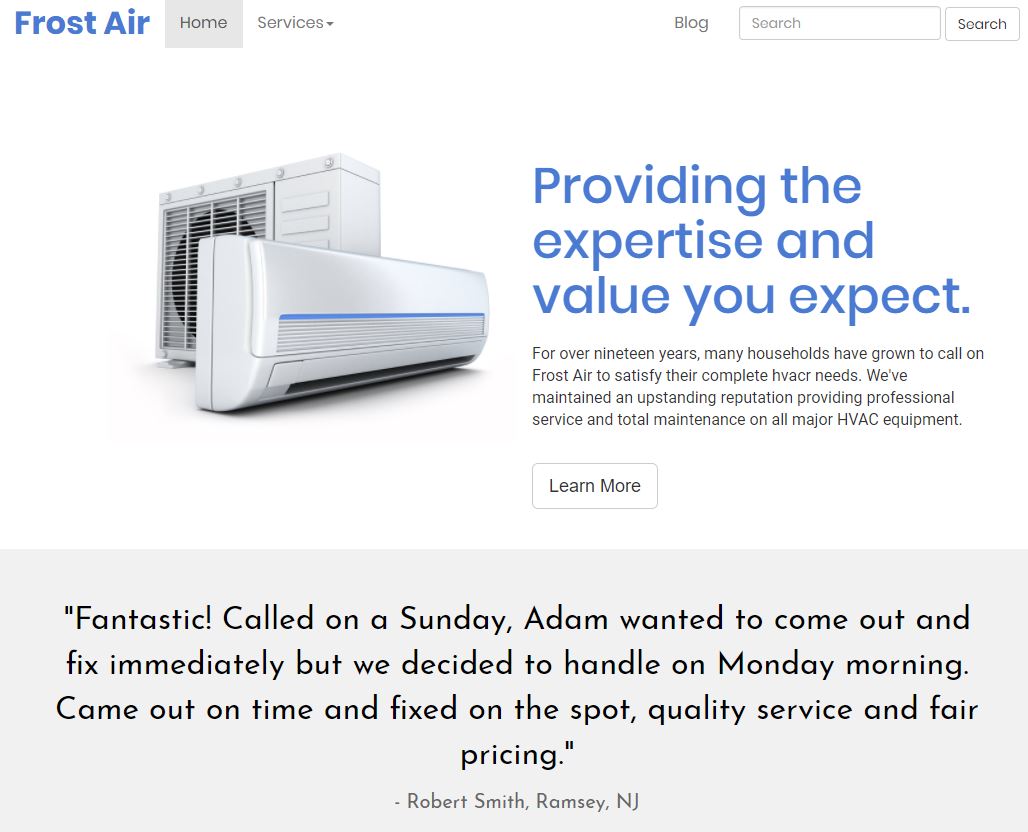 Frost Air Home Services Blog Search Search
Providing the
expertise and
value you expect.
For over nineteen years, many households have grown to call on
Frost Air to satisfy their complete hvacr needs. We've
maintained an upstanding reputation providing professional
service and total maintenance on all major HVAC equipment.
Learn More
"Fantastic! Called on a Sunday, Adam wanted to come out and
fix immediately but we decided to handle on Monday morning.
Came out on time and fixed on the spot, quality service and fair
pricing."
- Robert Smith, Ramsey, NJ